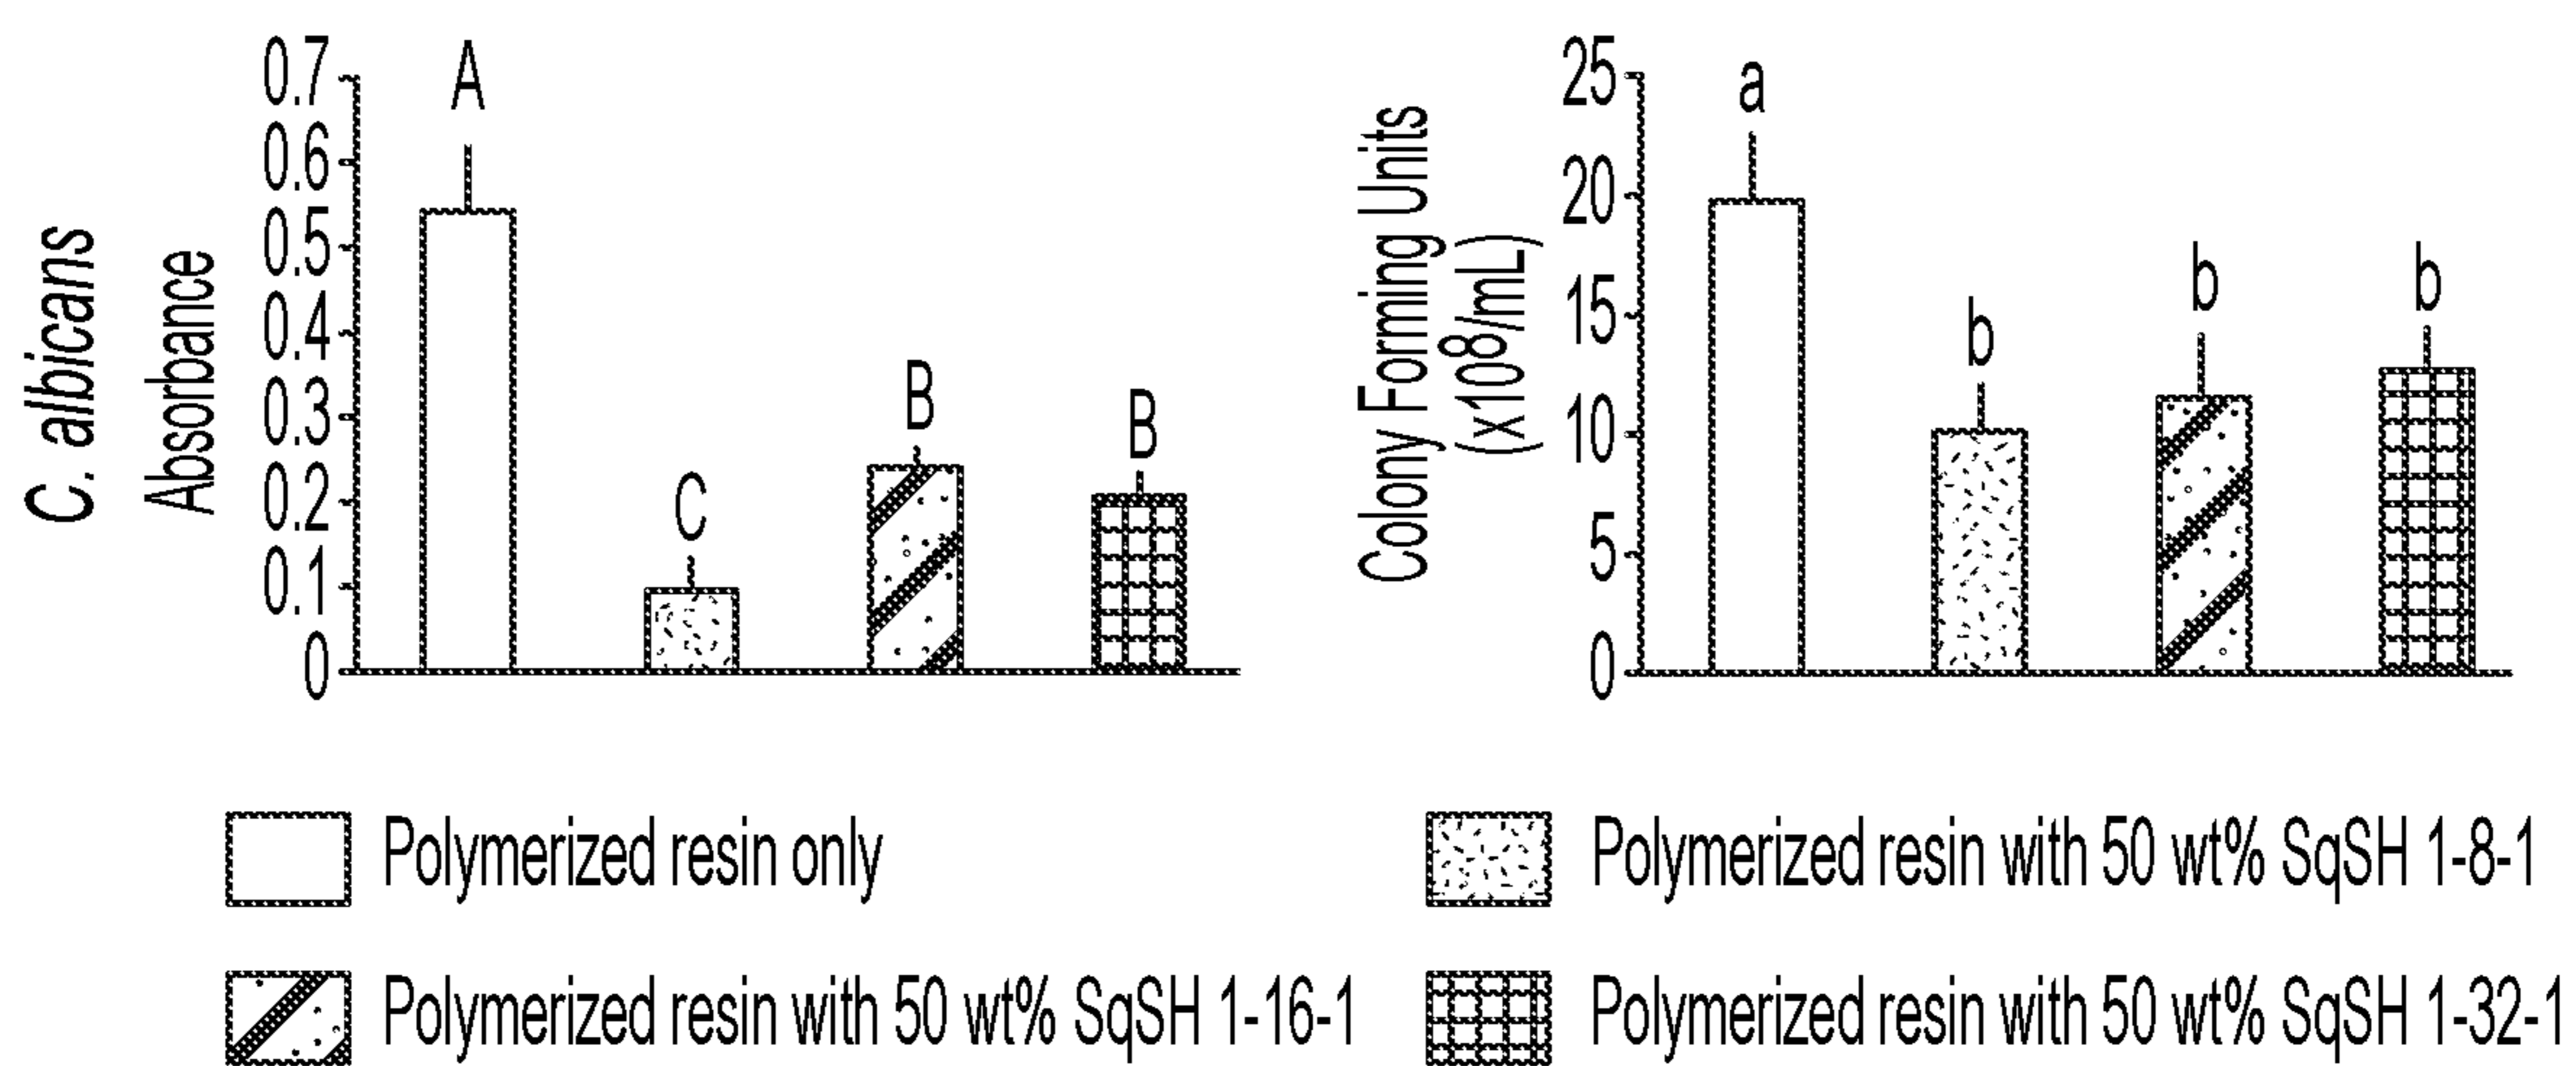 C. albicans
Absorbance
0.7
0.6
0.5
0.4
0.3
0.2
0.1
0
A
C
B
B
Colony Forming Units
(x10⁸/mL)
25
20
15
10
5
0
a
b
b
b
Polymerized resin only
Polymerized resin with 50 wt% SqSH 1-8-1
Polymerized resin with 50 wt% SqSH 1-16-1
Polymerized resin with 50 wt% SqSH 1-32-1